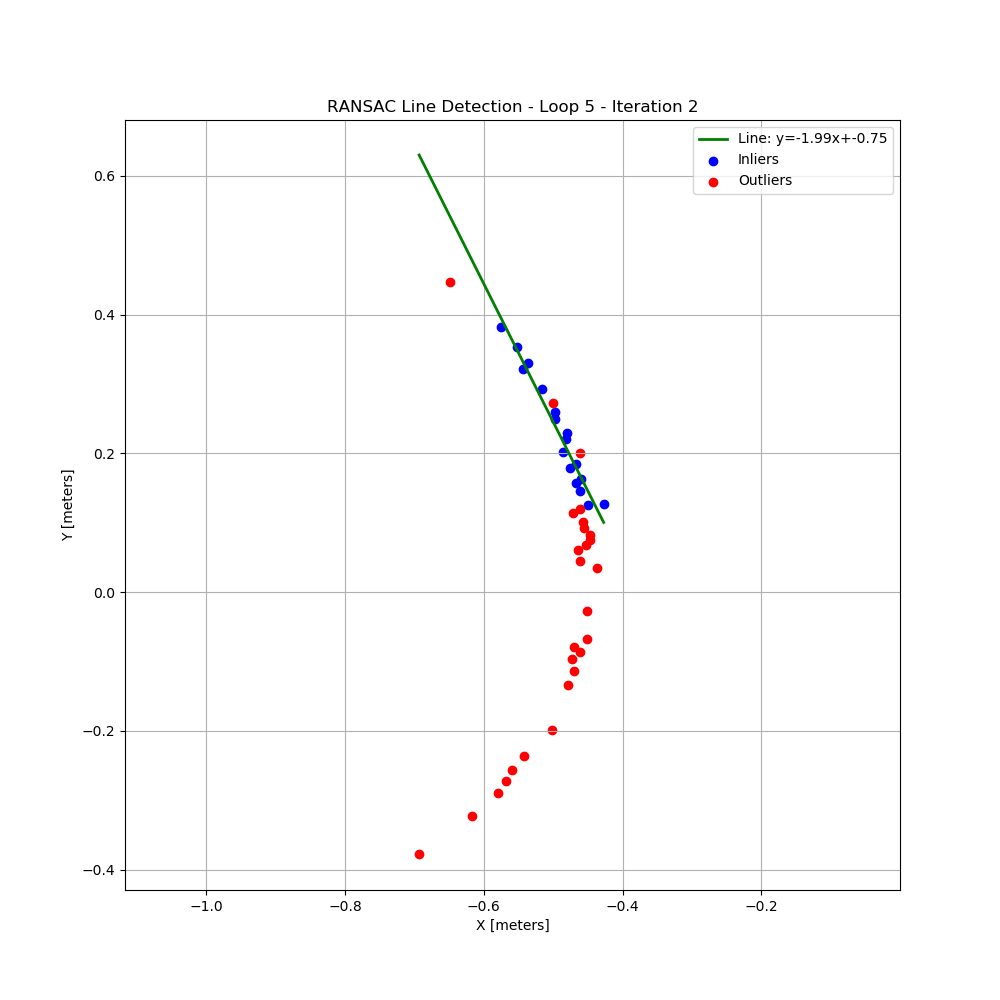 RANSAC Line Detection - Loop 5 - Iteration 2
Line: y=-1.99x+-0.75
Inliers
Outliers
0.6
0.4
0.2
0.0
−0.2
−0.4
Y [meters]
−1.0
−0.8
−0.6
−0.4
−0.2
X [meters]